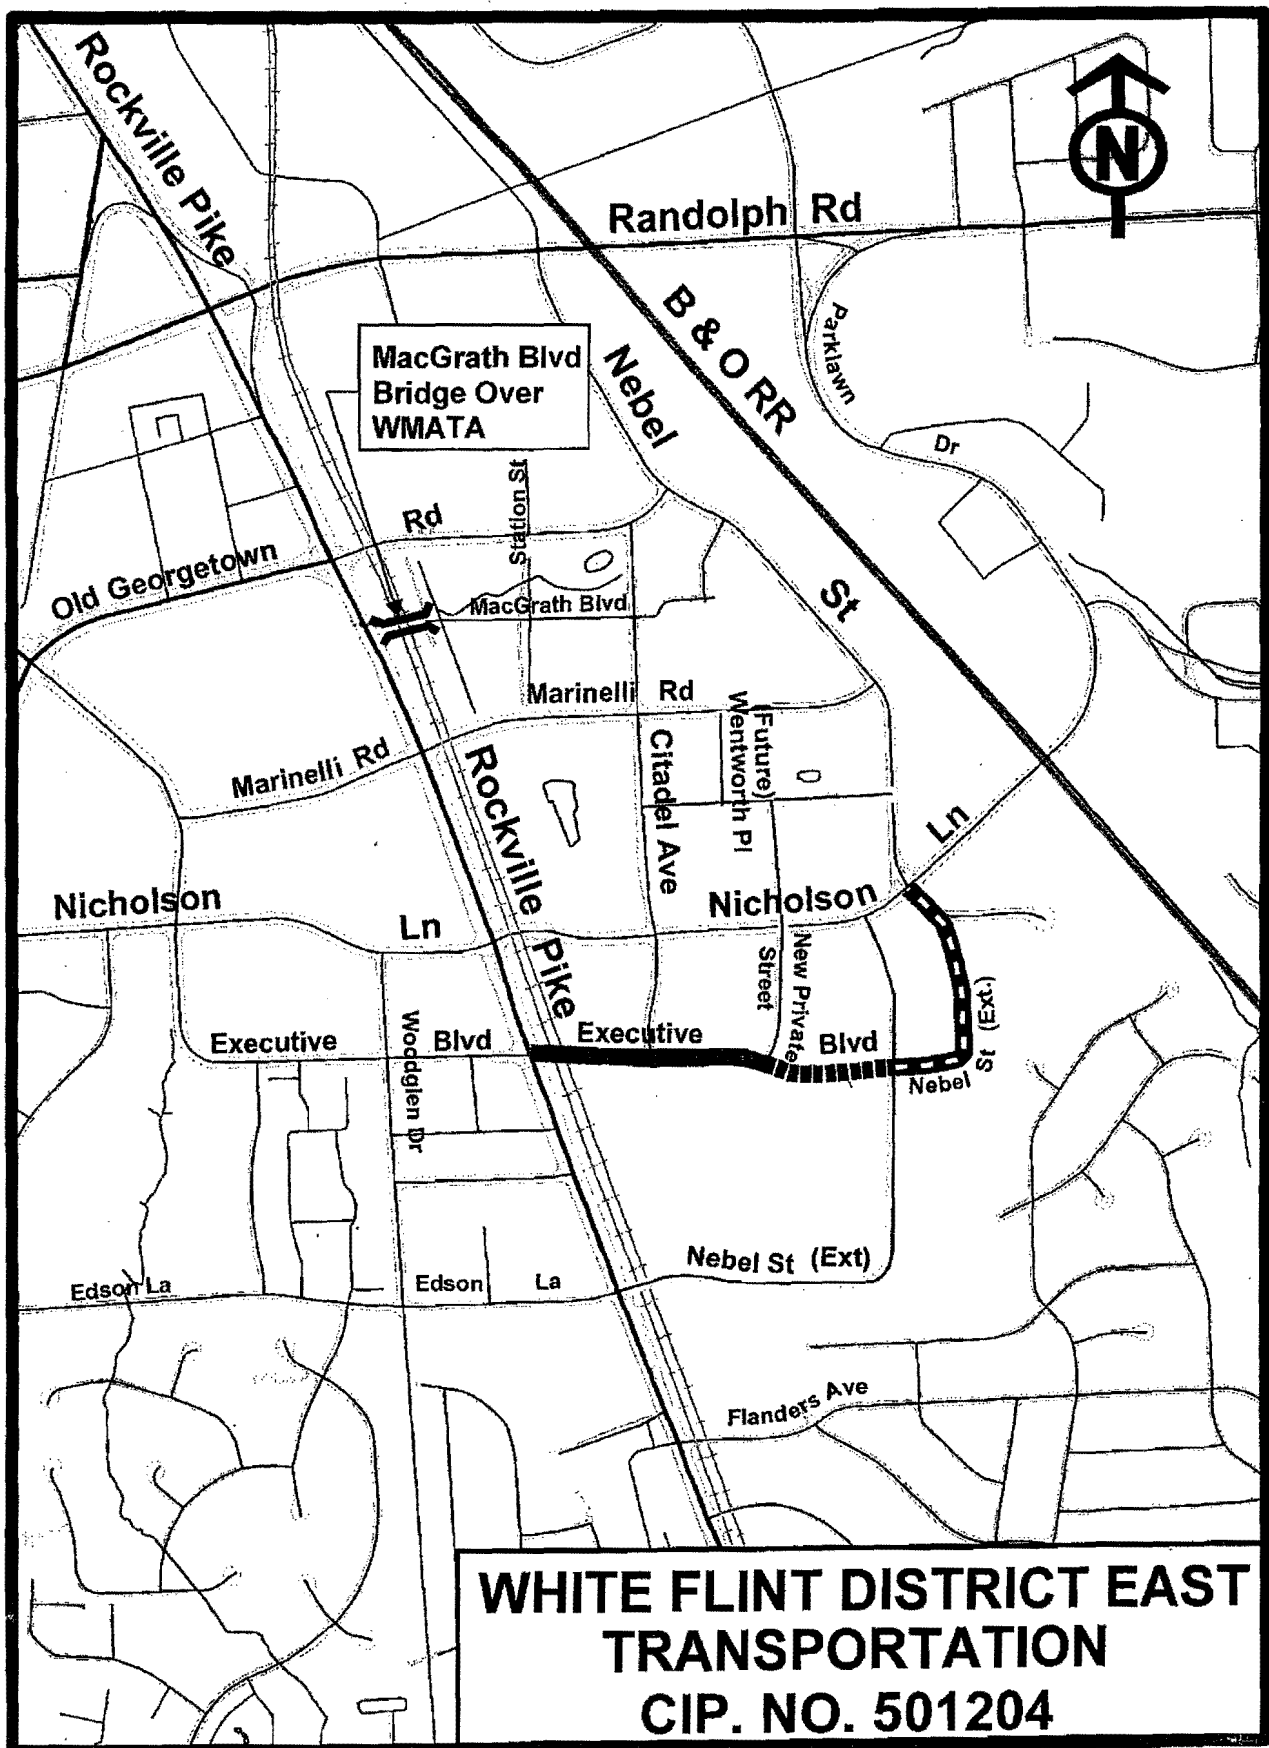 Rockville Pike
N
Randolph Rd
B & O RR
Parklawn
Dr
MacGrath Blvd
Bridge Over
WMATA
Nebel
St
Station St
Rd
Old Georgetown
MacGrath Blvd
Marinelli Rd
Marinelli Rd
(Future)
Wentworth Pl
Citadel Ave
Rockville Pike
Ln
Nicholson
Ln
Nicholson
New Private
Street
Executive
Blvd
Woodglen Dr
Executive
Blvd
Nebel
St (Ext.)
Nebel St (Ext)
Edson La
Edson La
Flanders Ave
WHITE FLINT DISTRICT EAST
TRANSPORTATION
CIP. NO. 501204